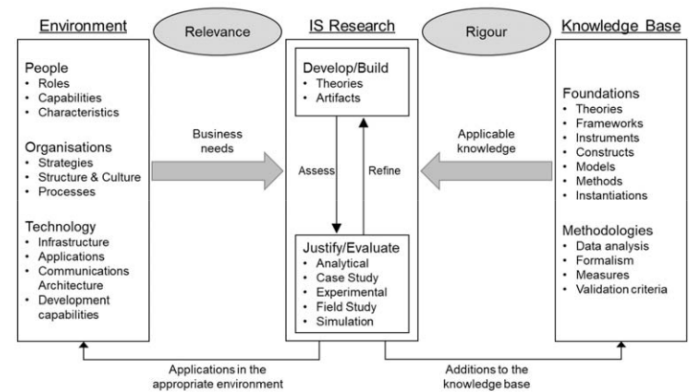 Environment
Relevance
IS Research
Rigour
Knowledge Base
People
• Roles
• Capabilities
• Characteristics
Organisations
• Strategies
• Structure & Culture
• Processes
Technology
• Infrastructure
• Applications
• Communications
Architecture
• Development
capabilities
Business
needs
Develop/Build
• Theories
• Artifacts
Assess
Refine
Justify/Evaluate
• Analytical
• Case Study
• Experimental
• Field Study
• Simulation
Applicable
knowledge
Foundations
• Theories
• Frameworks
• Instruments
• Constructs
• Models
• Methods
• Instantiations
Methodologies
• Data analysis
• Formalism
• Measures
• Validation criteria
Applications in the
appropriate environment
Additions to the
knowledge base